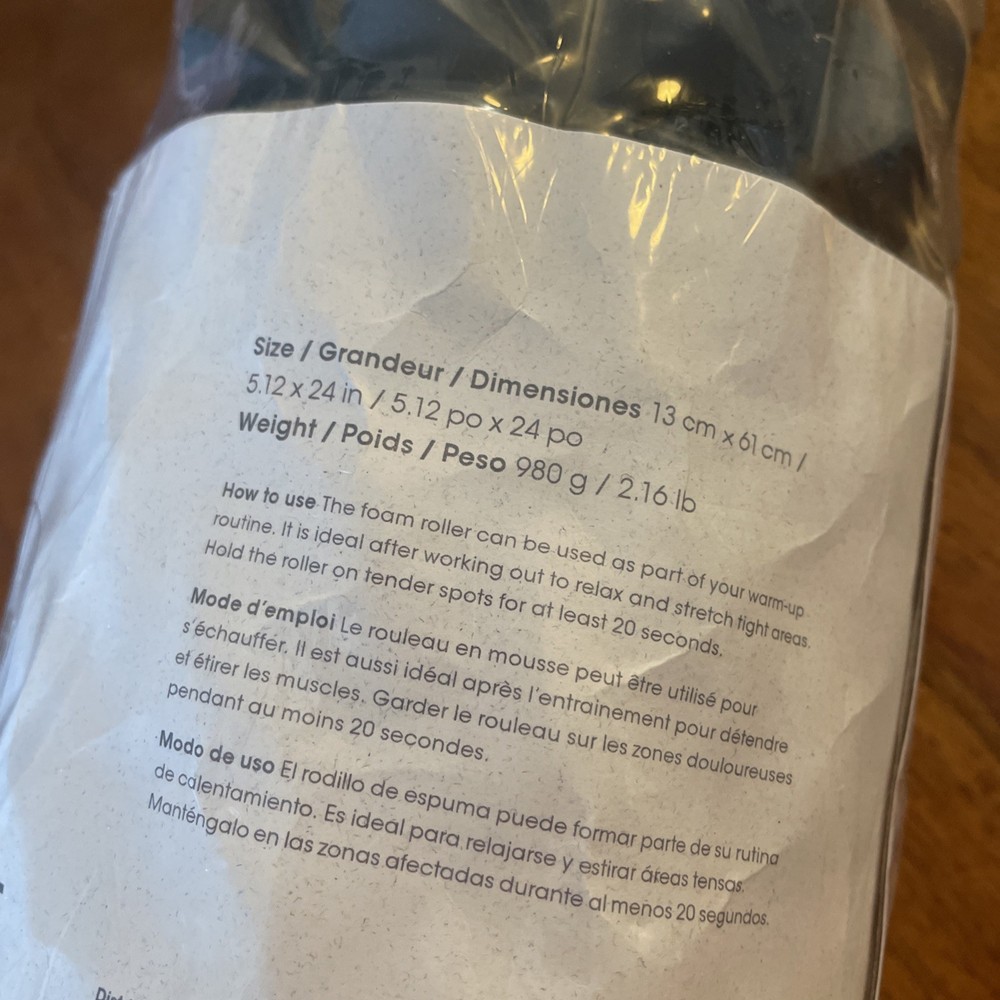 Size / Grandeur / Dimensiones 13 cm x 61 cm /
5.12 x 24 in / 5.12 po x 24 po
Weight / Poids / Peso 980 g / 2.16 lb
How to use The foam roller can be used as part of your warm-up
routine. It is ideal after working out to relax and stretch tight areas.
Hold the roller on tender spots for at least 20 seconds.
Mode d'emploi Le rouleau en mousse peut être utilisé pour
s'échauffer. Il est aussi idéal après l'entrainement pour détendre
et étirer les muscles. Garder le rouleau sur les zones douloureuses
pendant au moins 20 secondes.
Modo de uso El rodillo de espuma puede formar parte de su rutina
de calentamiento. Es ideal para relajarse y estirar áreas tensas.
Manténgalo en las zonas afectadas durante al menos 20 segundos.